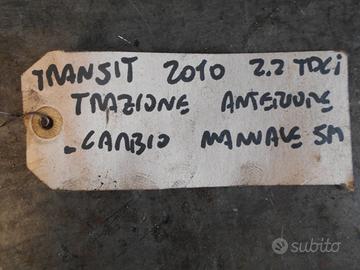 TRANSIT 2010 2.2 TDCi
TRAZIONE ANTERIORE
- CAMBIO MANUALE 5M
subito